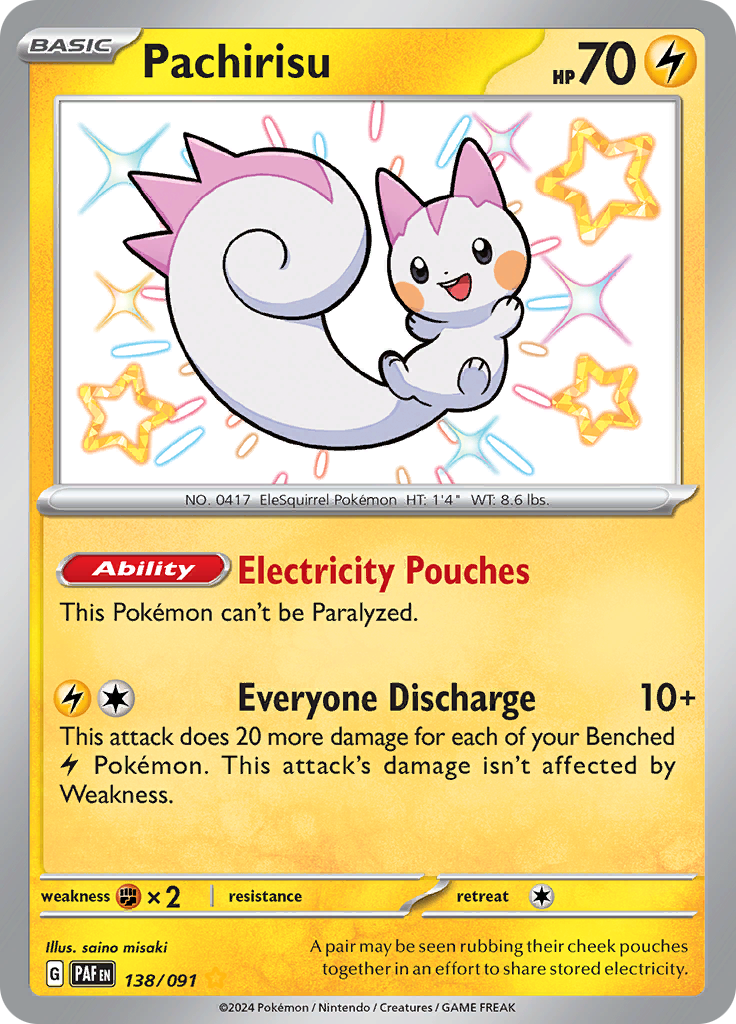 BASIC
Pachirisu
HP 70
NO. 0417 EleSquirrel Pokémon HT: 1'4" WT: 8.6 lbs.
Ability Electricity Pouches
This Pokémon can't be Paralyzed.
Everyone Discharge 10+
This attack does 20 more damage for each of your Benched
Pokémon. This attack's damage isn't affected by
Weakness.
weakness ×2 resistance retreat
Illus. saino misaki
A pair may be seen rubbing their cheek pouches
together in an effort to share stored electricity.
G PAF EN 138/091
©2024 Pokémon / Nintendo / Creatures / GAME FREAK